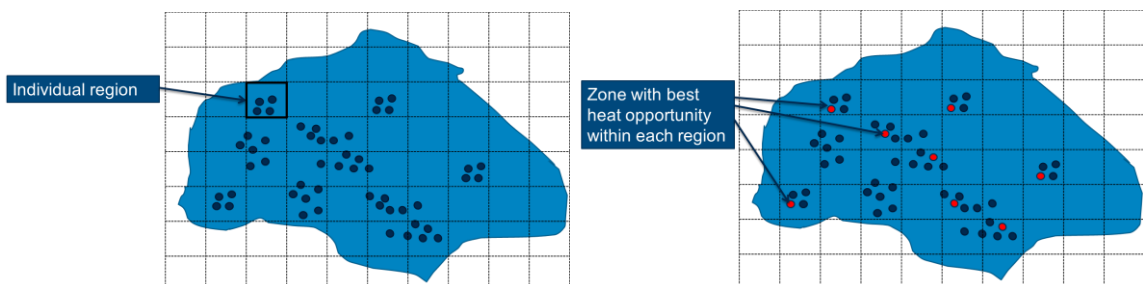 Individual region
Zone with best
heat opportunity
within each region